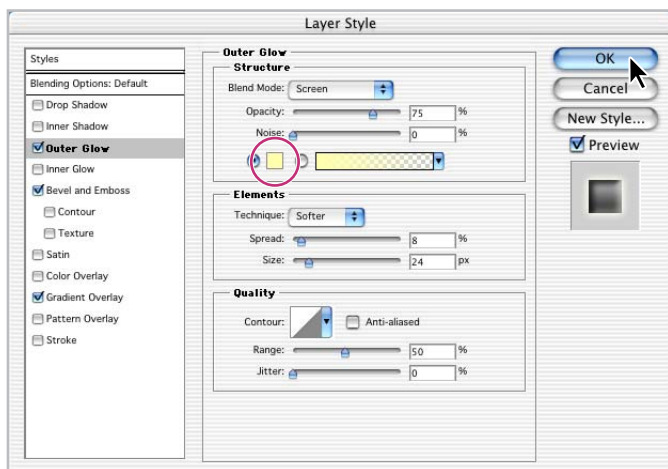 Layer Style
Styles
Blending Options: Default
Drop Shadow
Inner Shadow
Outer Glow
Inner Glow
Bevel and Emboss
Contour
Texture
Satin
Color Overlay
Gradient Overlay
Pattern Overlay
Stroke
Outer Glow
Structure
Blend Mode: Screen
Opacity: 75 %
Noise: 0 %
Elements
Technique: Softer
Spread: 8 %
Size: 24 px
Quality
Contour: Anti-aliased
Range: 50 %
Jitter: 0 %
OK
Cancel
New Style...
Preview